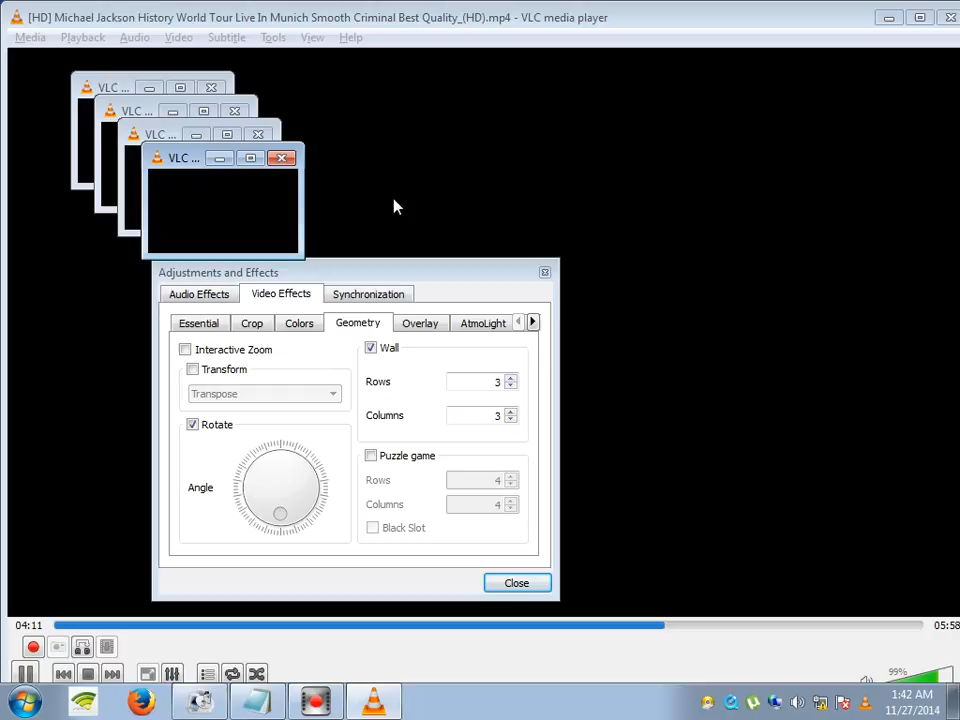 [HD] Michael Jackson History World Tour Live In Munich Smooth Criminal Best Quality_(HD).mp4 - VLC media player
Media Playback Audio Video Subtitle Tools View Help
VLC ...
VLC ...
VLC ...
VLC ...
Adjustments and Effects
Audio Effects Video Effects Synchronization
Essential Crop Colors Geometry Overlay AtmoLight
Interactive Zoom
Transform
Transpose
Rotate
Angle
Wall
Rows 3
Columns 3
Puzzle game
Rows 4
Columns 4
Black Slot
Close
04:11 05:58
99%
1:42 AM
11/27/2014